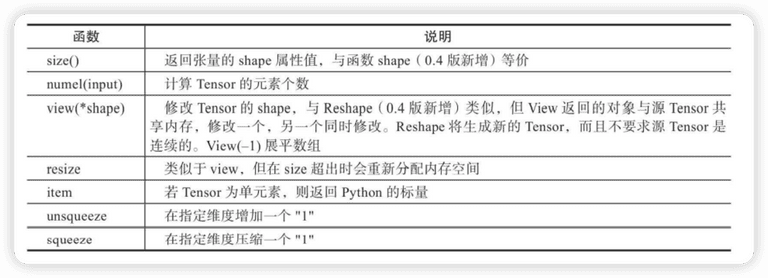 函数 说明
size() 返回张量的 shape 属性值，与函数 shape（0.4 版新增）等价
numel(input) 计算 Tensor 的元素个数
view(*shape) 修改 Tensor 的 shape，与 Reshape（0.4 版新增）类似，但 View 返回的对象与源 Tensor 共
享内存，修改一个，另一个同时修改。Reshape 将生成新的 Tensor，而且不要求源 Tensor 是
连续的。View(–1) 展平数组
resize 类似于 view，但在 size 超出时会重新分配内存空间
item 若 Tensor 为单元素，则返回 Python 的标量
unsqueeze 在指定维度增加一个 "1"
squeeze 在指定维度压缩一个 "1"